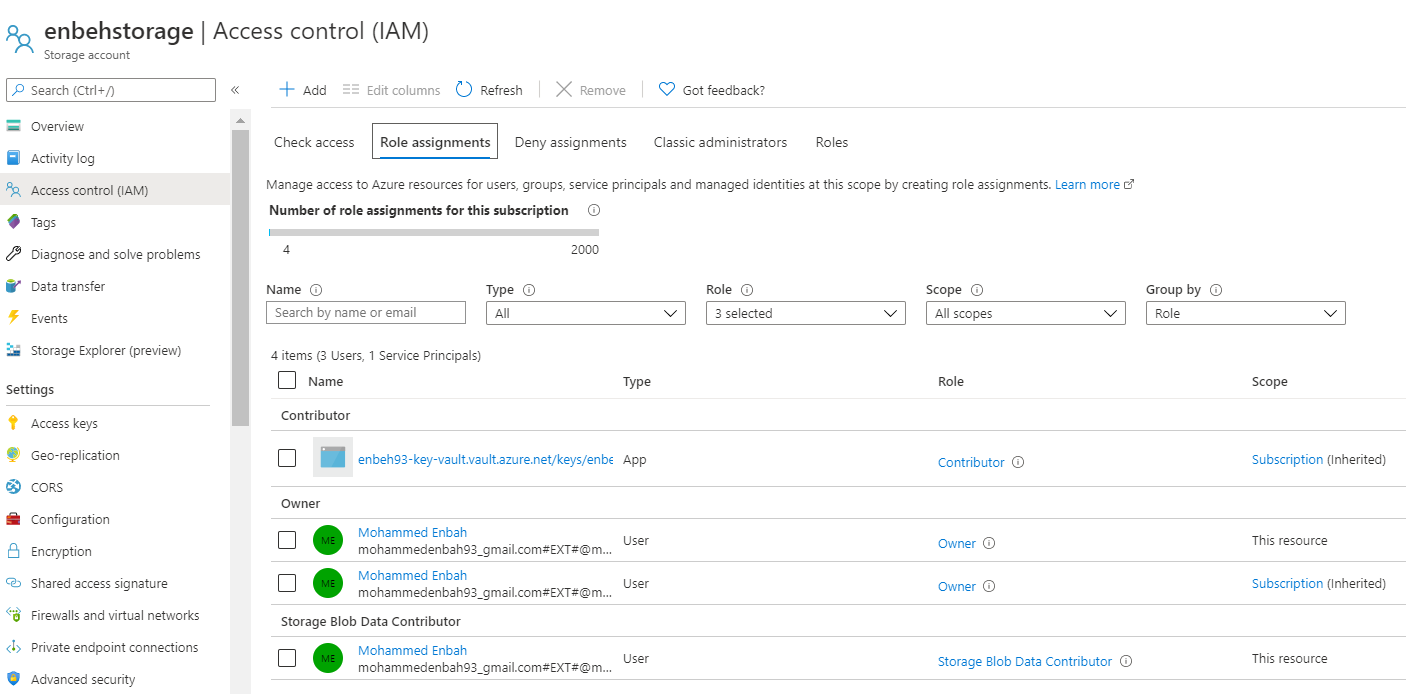 enbehstorage | Access control (IAM)
Storage account
Search (Ctrl+/)
«
Overview
Activity log
Access control (IAM)
Tags
Diagnose and solve problems
Data transfer
Events
Storage Explorer (preview)
Settings
Access keys
Geo-replication
CORS
Configuration
Encryption
Shared access signature
Firewalls and virtual networks
Private endpoint connections
Advanced security
Add Edit columns Refresh Remove Got feedback?
Check access Role assignments Deny assignments Classic administrators Roles
Manage access to Azure resources for users, groups, service principals and managed identities at this scope by creating role assignments. Learn more
Number of role assignments for this subscription
4 2000
Name Type Role Scope Group by
Search by name or email All 3 selected All scopes Role
4 items (3 Users, 1 Service Principals)
Name Type Role Scope
Contributor
enbeh93-key-vault.vault.azure.net/keys/enbe App Contributor Subscription (Inherited)
Owner
ME Mohammed Enbah
mohammedenbah93_gmail.com#EXT#@m... User Owner This resource
ME Mohammed Enbah
mohammedenbah93_gmail.com#EXT#@m... User Owner Subscription (Inherited)
Storage Blob Data Contributor
ME Mohammed Enbah
mohammedenbah93_gmail.com#EXT#@m... User Storage Blob Data Contributor This resource